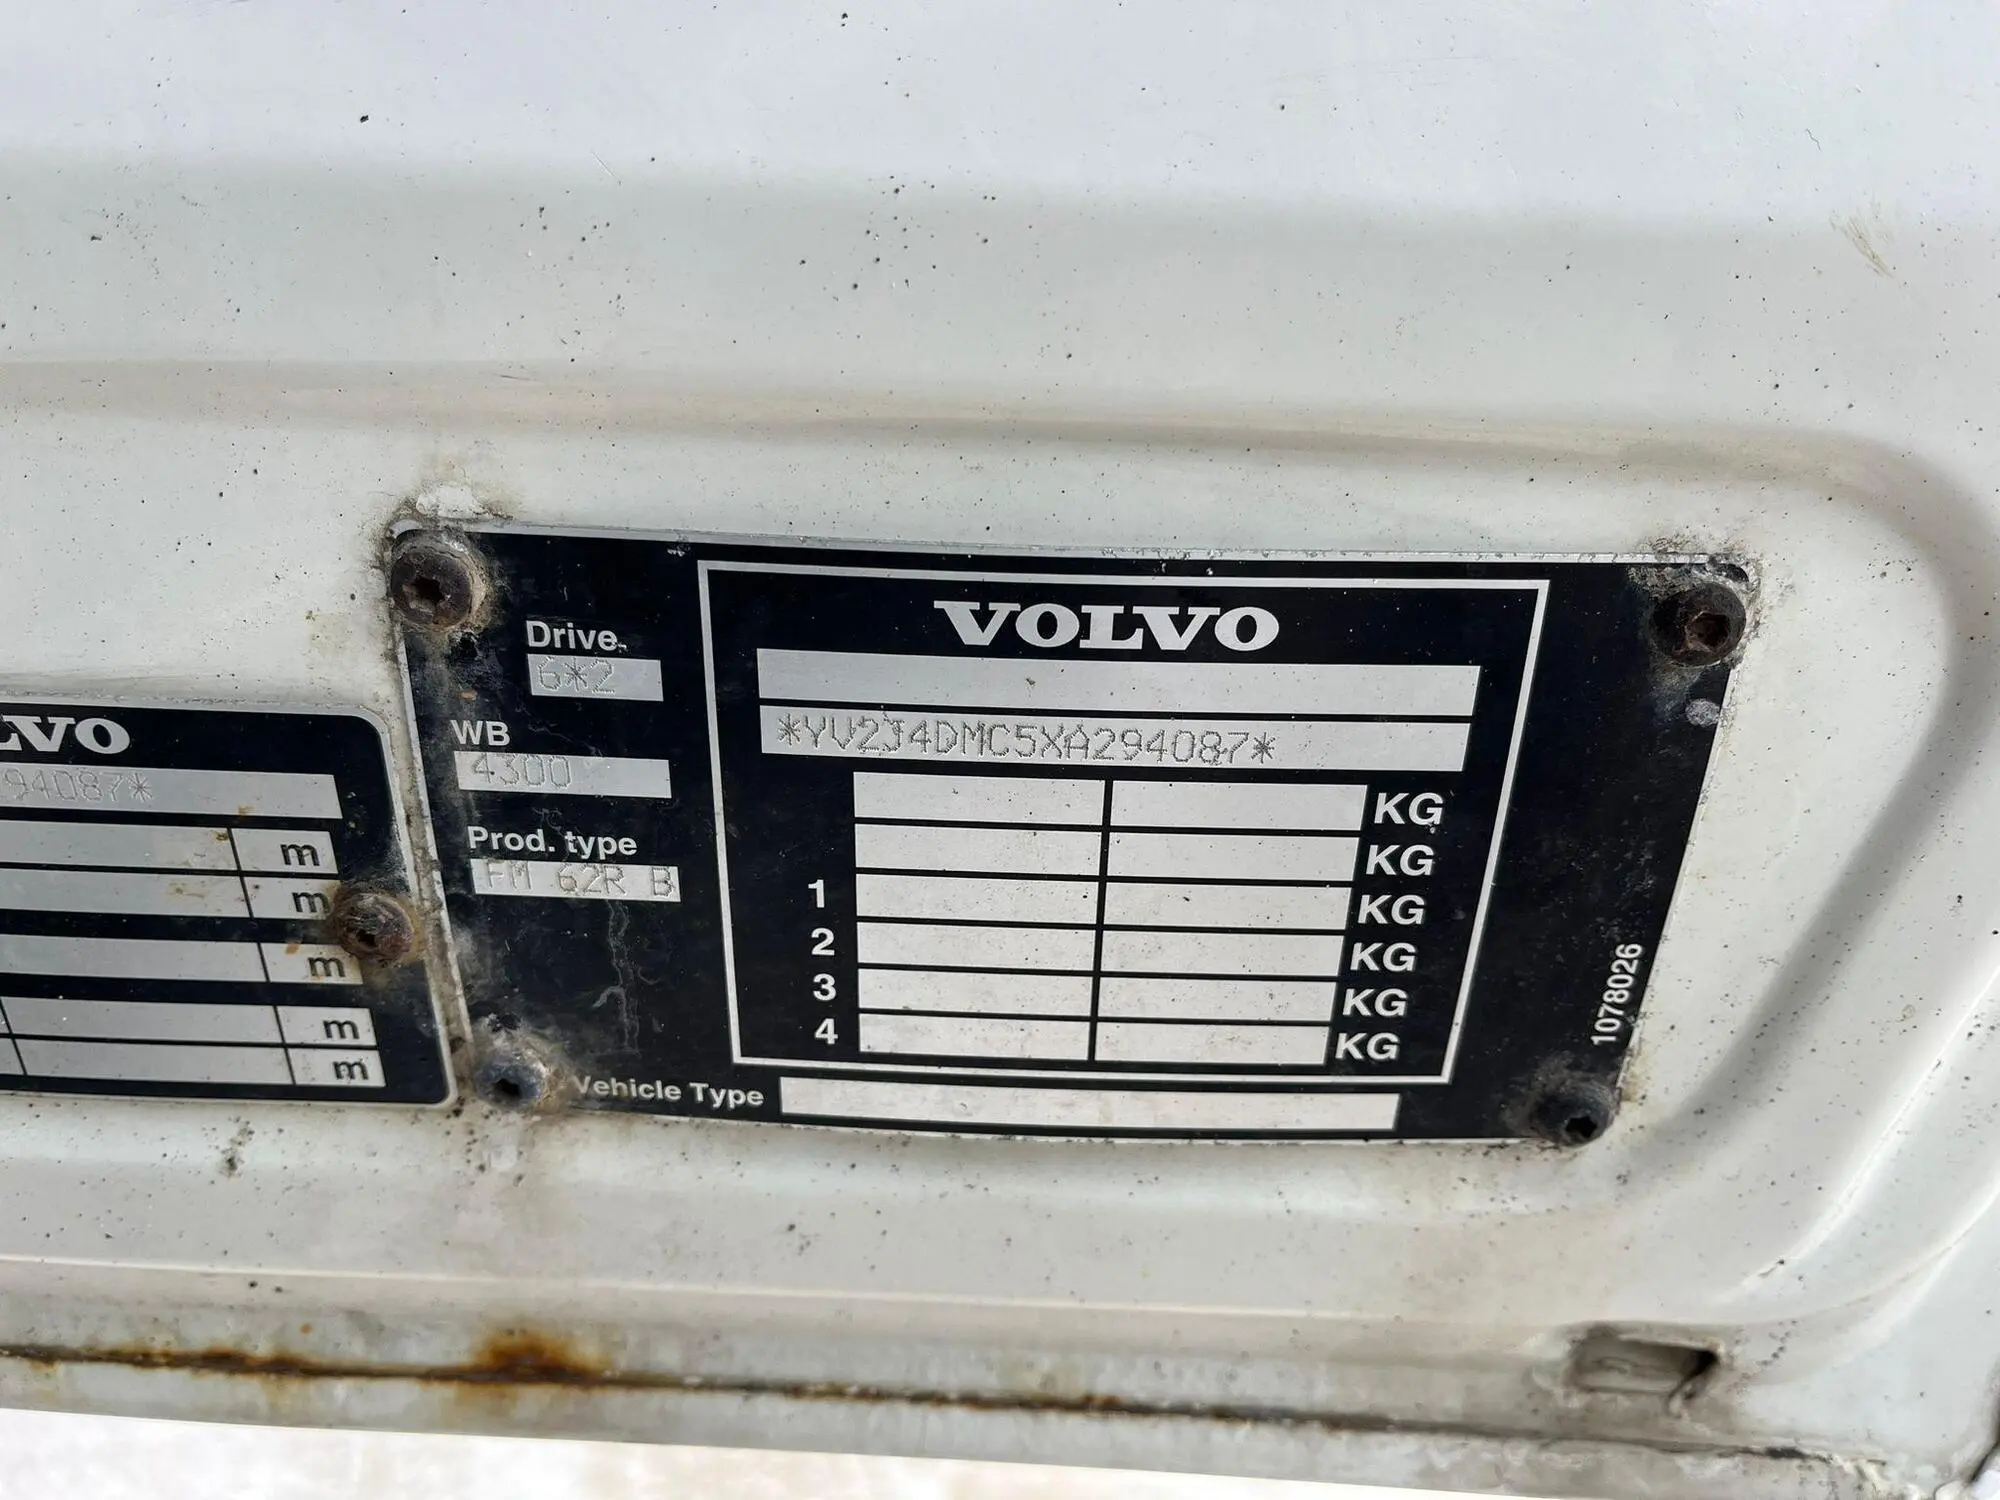 LVO
94087*
m
m
m
m
m
Drive
6*2
WB
4300
Prod. type
FM 62R B
VOLVO
*YV2J4DMC5XA294087*
KG
KG
1 KG
2 KG
3 KG
4 KG
Vehicle Type
1078026